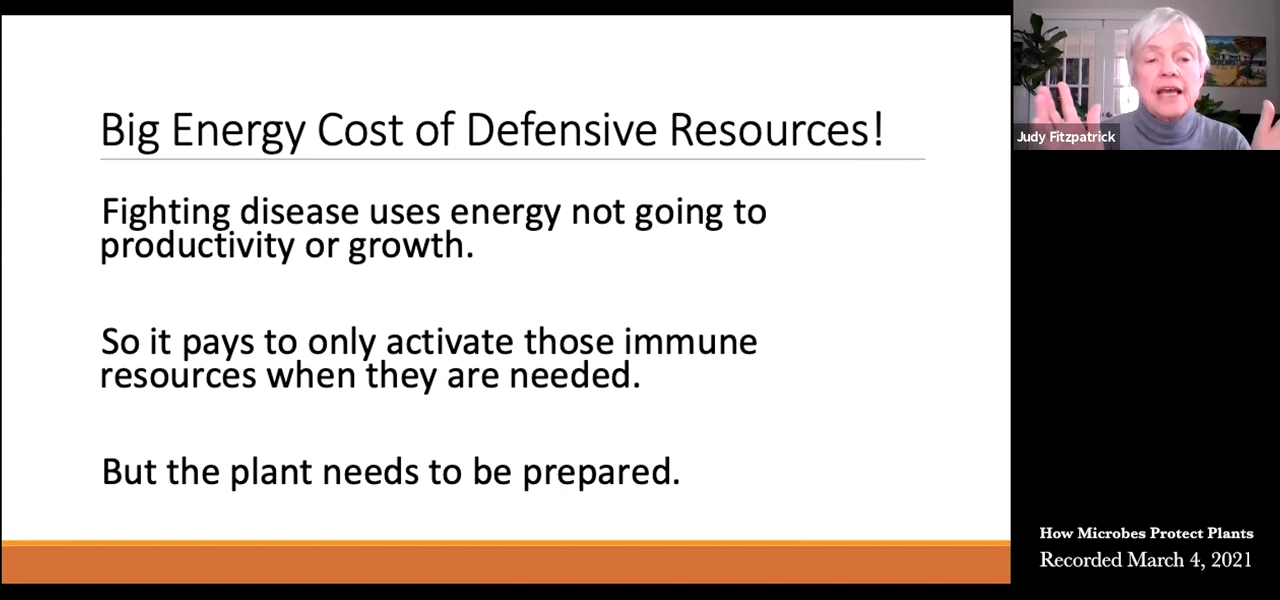 Big Energy Cost of Defensive Resources!
Fighting disease uses energy not going to
productivity or growth.
So it pays to only activate those immune
resources when they are needed.
But the plant needs to be prepared.
Judy Fitzpatrick
How Microbes Protect Plants
Recorded March 4, 2021